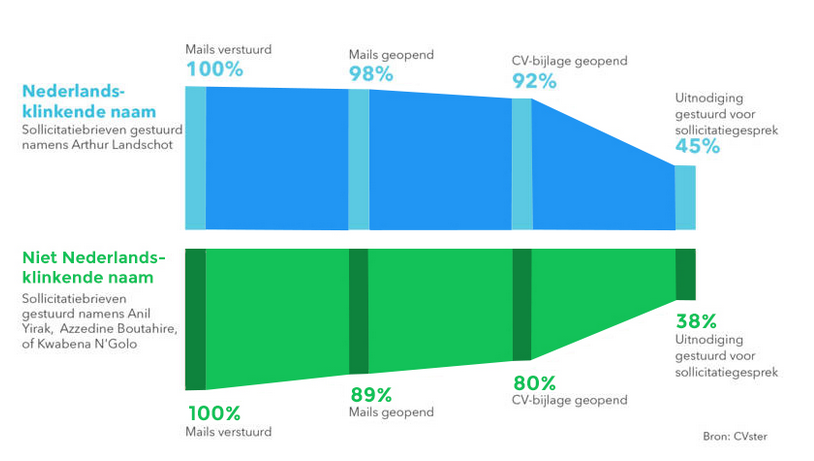 Mails verstuurd
100%
Mails geopend
98%
CV-bijlage geopend
92%
Uitnodiging
gestuurd voor
sollicitatiegesprek
45%
Nederlands-
klinkende naam
Sollicitatiebrieven gestuurd
namens Arthur Landschot
Niet Nederlands-
klinkende naam
Sollicitatiebrieven
gestuurd namens Anil
Yirak, Azzedine Boutahire,
of Kwabena N'Golo
100%
Mails verstuurd
89%
Mails geopend
80%
CV-bijlage geopend
38%
Uitnodiging
gestuurd voor
sollicitatiegesprek
Bron: CVster